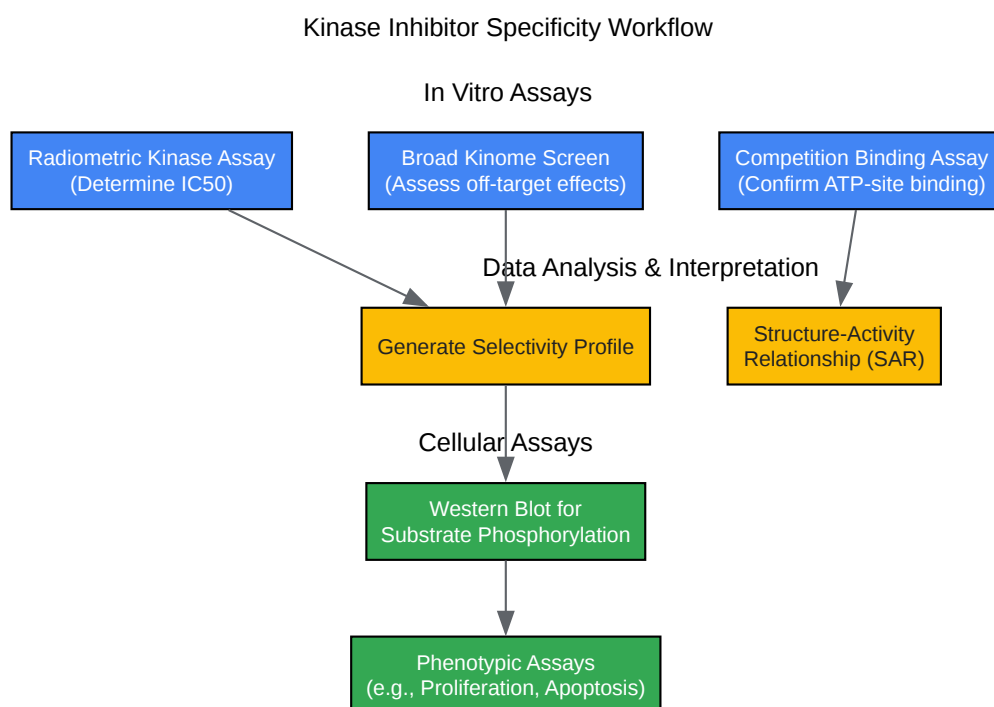 Kinase Inhibitor Specificity Workflow
In Vitro Assays
Radiometric Kinase Assay
(Determine IC50)
Broad Kinome Screen
(Assess off-target effects)
Competition Binding Assay
(Confirm ATP-site binding)
Data Analysis & Interpretation
Generate Selectivity Profile
Structure-Activity
Relationship (SAR)
Cellular Assays
Western Blot for
Substrate Phosphorylation
Phenotypic Assays
(e.g., Proliferation, Apoptosis)